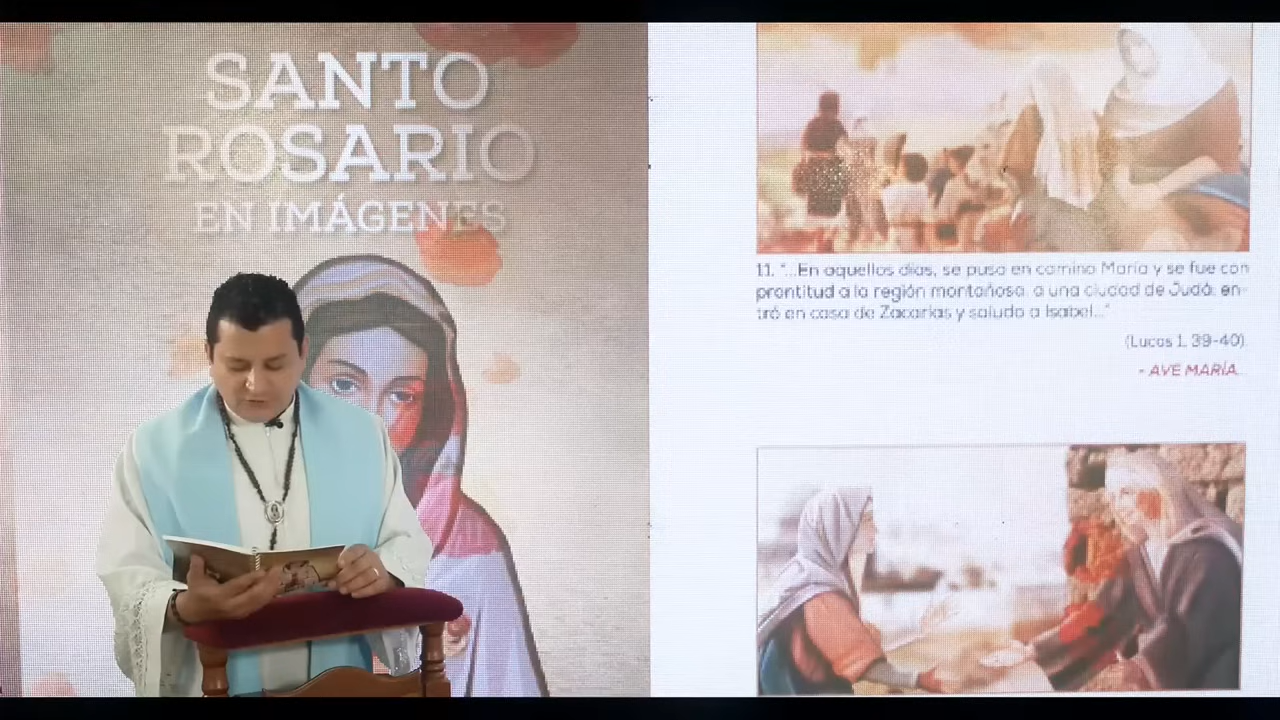 SANTO
ROSARIO
EN IMÁGENES
11. "...En aquellos días, se puso en camino María y se fue con
prontitud a la región montañosa, a una ciudad de Judá; en-
tró en casa de Zacarías y saludo a Isabel..."
(Lucas 1, 39-40).
- AVE MARÍA.